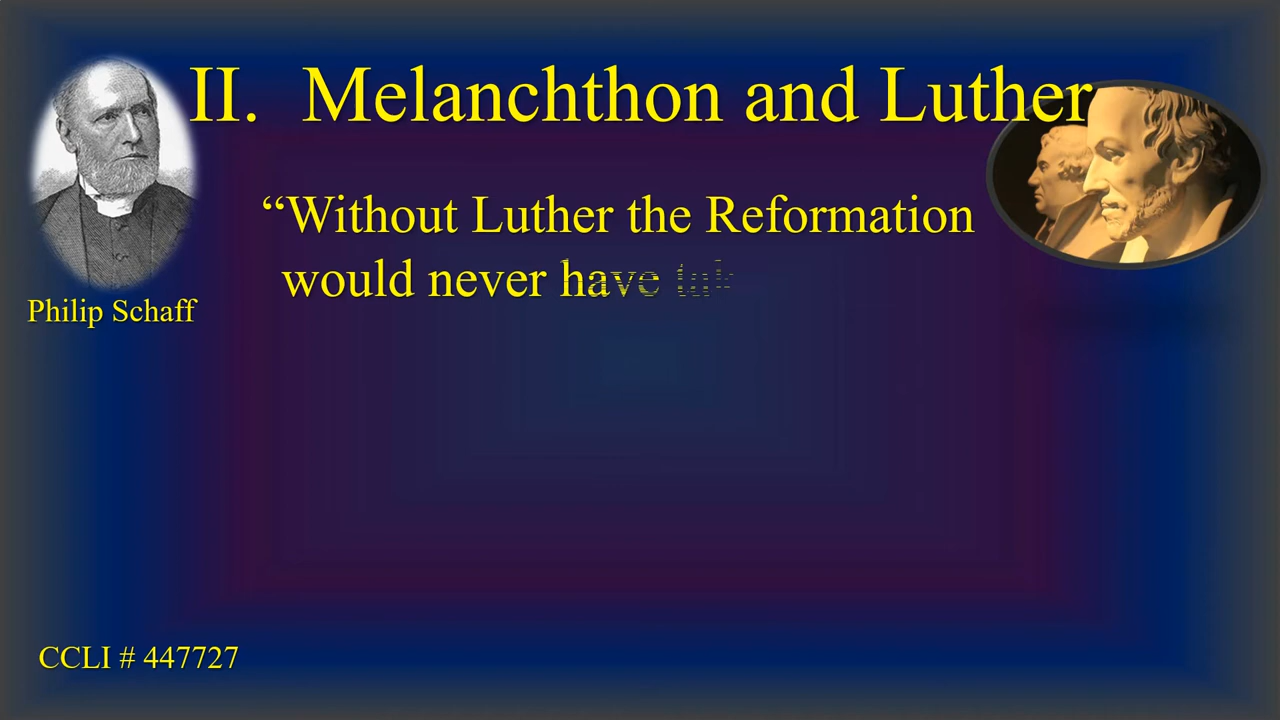 II. Melanchthon and Luther
“Without Luther the Reformation
would never have
Philip Schaff
CCLI # 447727